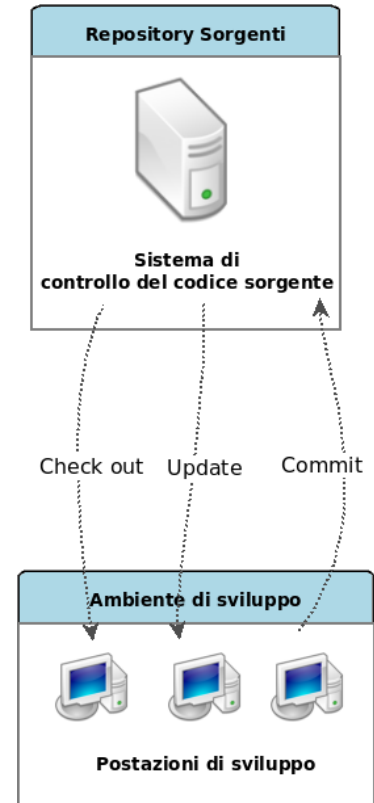 Repository Sorgenti
Sistema di
controllo del codice sorgente
Check out
Update
Commit
Ambiente di sviluppo
Postazioni di sviluppo